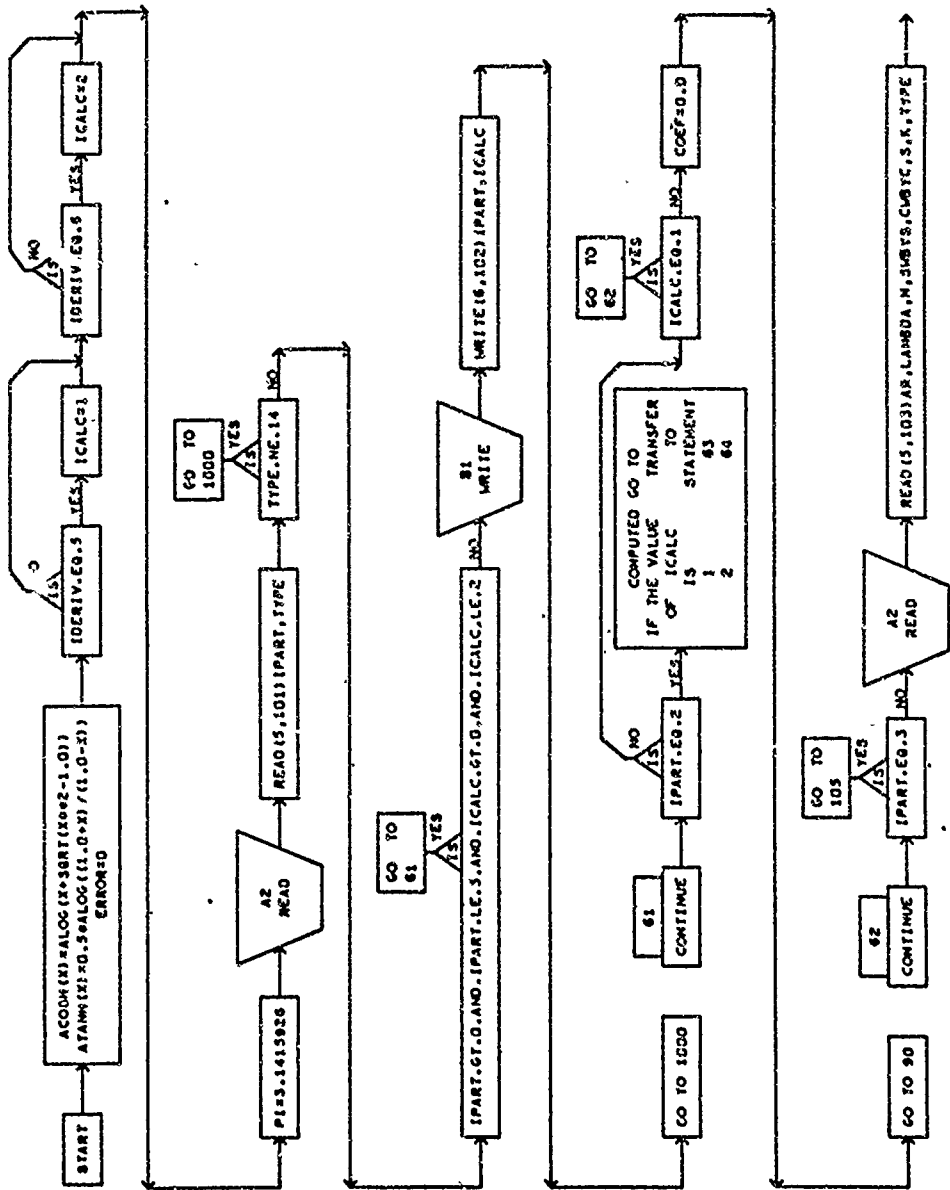 START
ACOSH(X)=ALOG(X+SQRT(X**2-1.0))
ATANH(X)=0.5*ALOG((1.0+X)/(1.0-X))
ERROR=0
IS
IDERIV.EQ.5
YES
ICALC=1
NO
IS
IDERIV.EQ.6
YES
ICALC=2
PI=3.1415926
A2
READ
READ(5,101)IPART,TYPE
GO TO
1000
YES
IS
TYPE.NE.14
NO
GO TO
61
YES
IS
IPART.GT.0.AND.IPART.LE.3.AND.ICALC.GT.0.AND.ICALC.LE.2
NO
B1
WRITE
WRITE(6,102)IPART,ICALC
GO TO 1000
61
CONTINUE
NO
IS
IPART.EQ.2
YES
COMPUTED GO TO
IF THE VALUE TRANSFER
OF ICALC TO
IS STATEMENT
1 63
2 64
GO TO
62
YES
IS
ICALC.EQ.1
NO
COEF=0.0
GO TO 90
62
CONTINUE
GO TO
105
YES
IS
IPART.EQ.3
NO
A2
READ
READ(5,103)AR,LAMBDA,M,SWBYS,CWBYC,S,K,TYPE